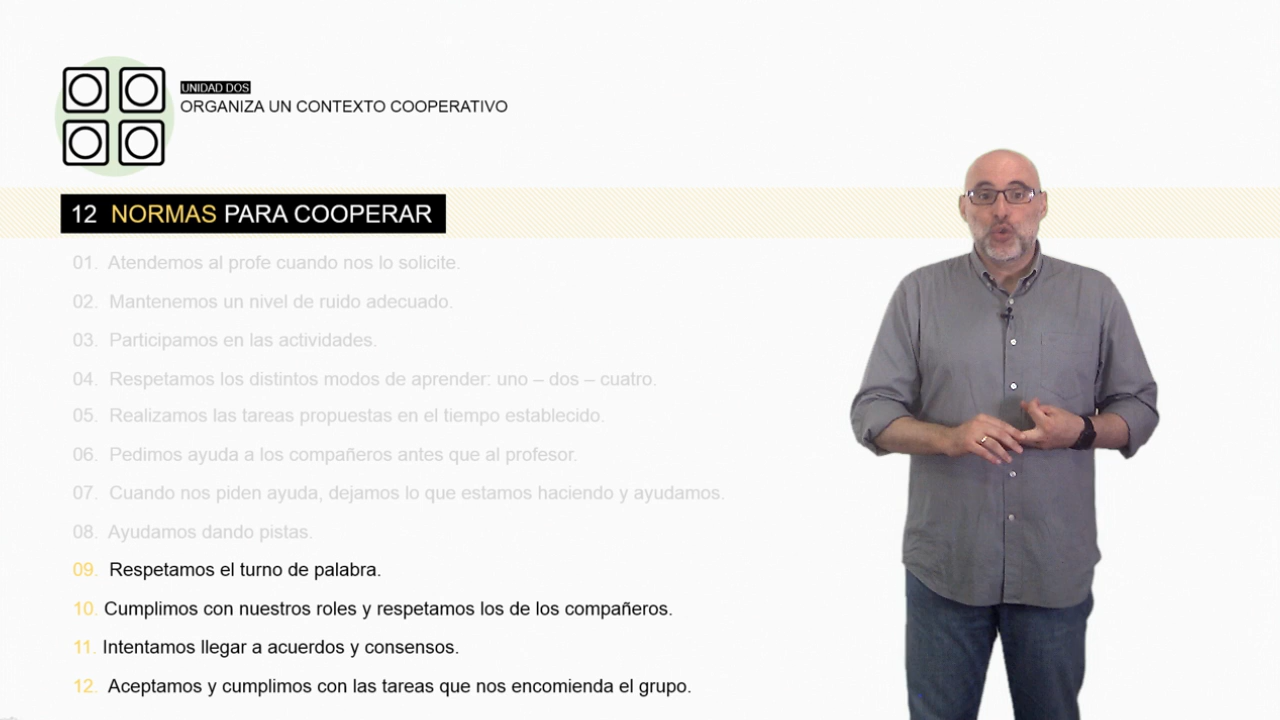 UNIDAD DOS
ORGANIZA UN CONTEXTO COOPERATIVO
12 NORMAS PARA COOPERAR
01. Atendemos al profe cuando nos lo solicite.
02. Mantenemos un nivel de ruido adecuado.
03. Participamos en las actividades.
04. Respetamos los distintos modos de aprender: uno – dos – cuatro.
05. Realizamos las tareas propuestas en el tiempo establecido.
06. Pedimos ayuda a los compañeros antes que al profesor.
07. Cuando nos piden ayuda, dejamos lo que estamos haciendo y ayudamos.
08. Ayudamos dando pistas.
09. Respetamos el turno de palabra.
10. Cumplimos con nuestros roles y respetamos los de los compañeros.
11. Intentamos llegar a acuerdos y consensos.
12. Aceptamos y cumplimos con las tareas que nos encomienda el grupo.